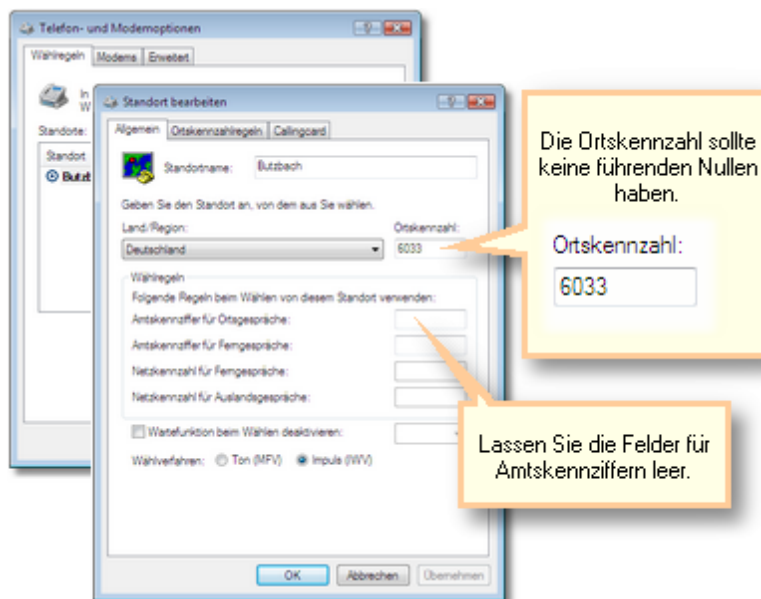 Telefon- und Modemoptionen
Wählregeln Modems Erweitert
In
W
Standorte:
Standort
Butzb
Standort bearbeiten
Allgemein Ortskennzahlregeln Callingcard
Standortname: Butzbach
Geben Sie den Standort an, von dem aus Sie wählen.
Land/Region: Ortskennzahl:
Deutschland 6033
Wählregeln
Folgende Regeln beim Wählen von diesem Standort verwenden:
Amtskennziffer für Ortsgespräche:
Amtskennziffer für Ferngespräche:
Netzkennzahl für Ferngespräche:
Netzkennzahl für Auslandsgespräche:
Wartefunktion beim Wählen deaktivieren:
Wählverfahren: Ton (MFV) Impuls (IWV)
OK Abbrechen Übernehmen
Die Ortskennzahl sollte
keine führenden Nullen
haben.
Ortskennzahl:
6033
Lassen Sie die Felder für
Amtskennziffern leer.